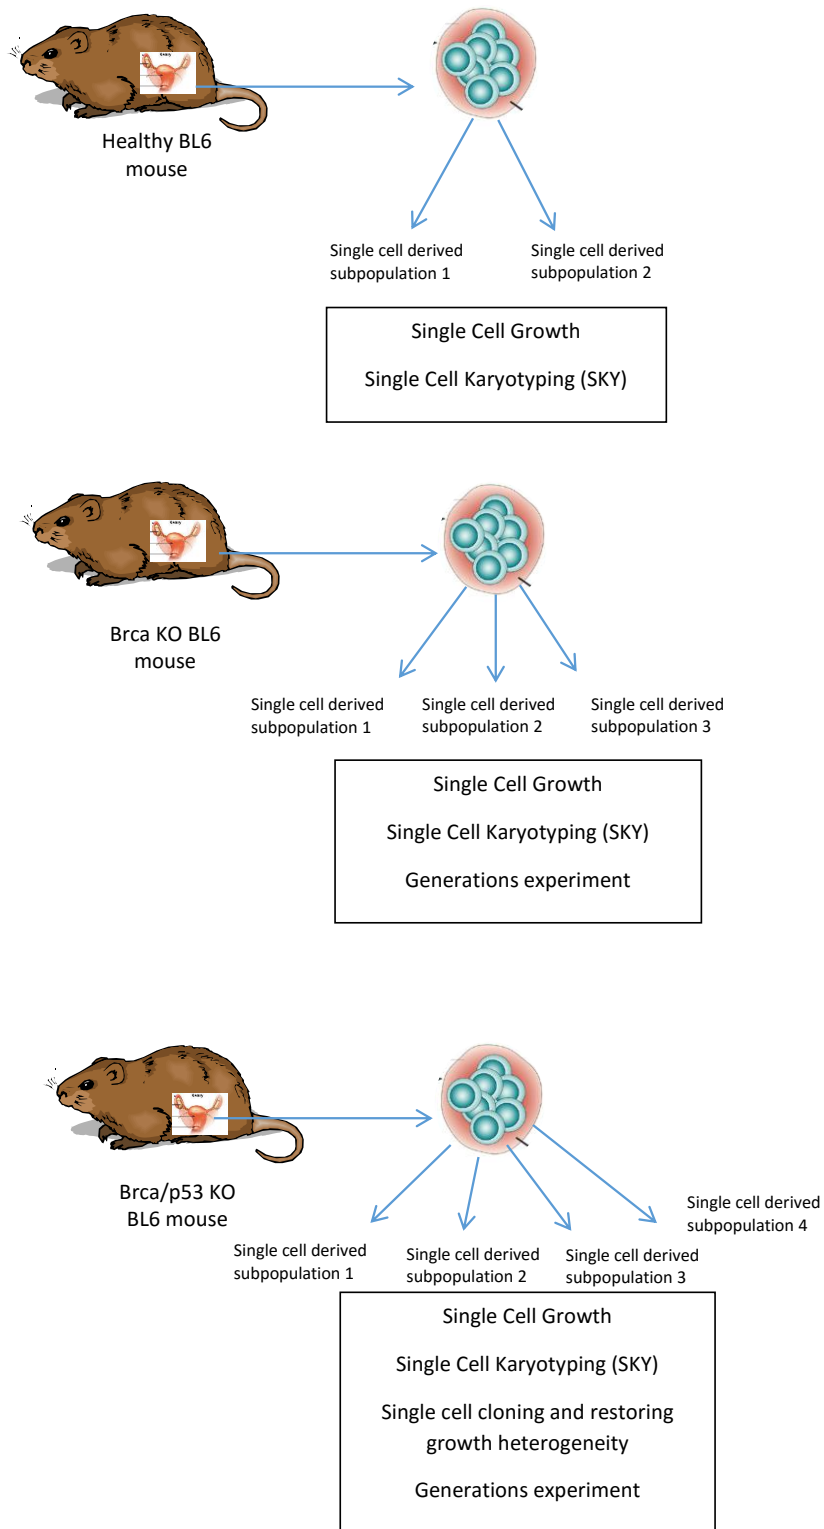 Ovary
Healthy BL6
mouse
Single cell derived
subpopulation 1
Single cell derived
subpopulation 2
Single Cell Growth
Single Cell Karyotyping (SKY)
Ovary
Brca KO BL6
mouse
Single cell derived
subpopulation 1
Single cell derived
subpopulation 2
Single cell derived
subpopulation 3
Single Cell Growth
Single Cell Karyotyping (SKY)
Generations experiment
Ovary
Brca/p53 KO
BL6 mouse
Single cell derived
subpopulation 1
Single cell derived
subpopulation 2
Single cell derived
subpopulation 3
Single cell derived
subpopulation 4
Single Cell Growth
Single Cell Karyotyping (SKY)
Single cell cloning and restoring
growth heterogeneity
Generations experiment